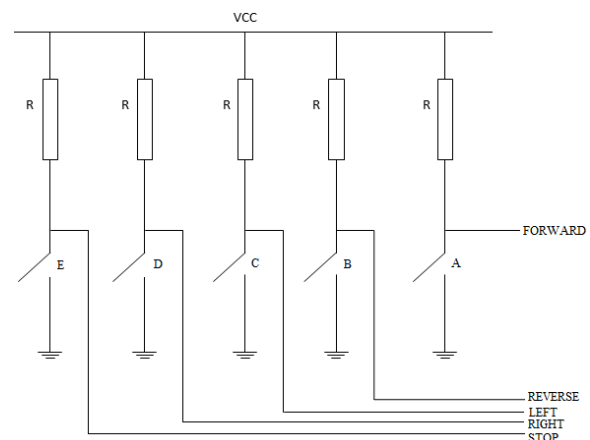 VCC
R R R R R
FORWARD
E D C B A
REVERSE
LEFT
RIGHT
STOP